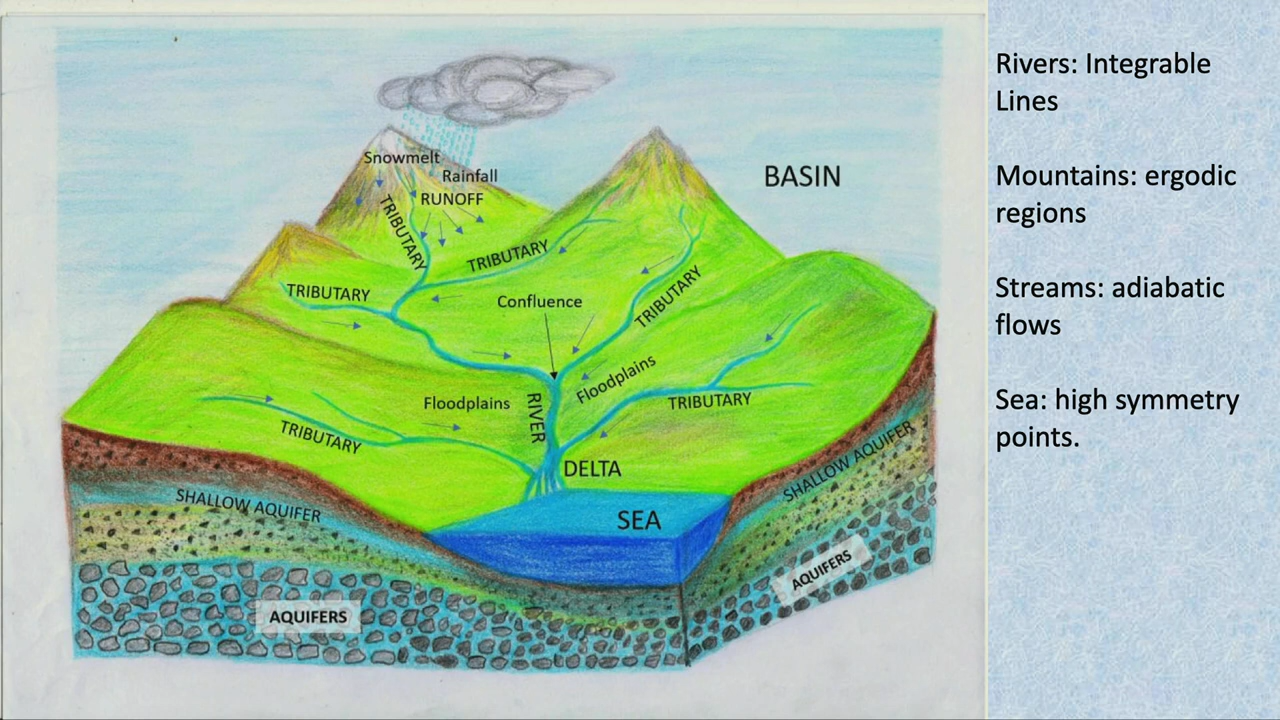 Snowmelt
Rainfall
RUNOFF
BASIN
TRIBUTARY
TRIBUTARY
TRIBUTARY
Confluence
TRIBUTARY
Floodplains
Floodplains
RIVER
TRIBUTARY
TRIBUTARY
DELTA
SHALLOW AQUIFER
SHALLOW AQUIFER
SEA
AQUIFERS
AQUIFERS
Rivers: Integrable
Lines
Mountains: ergodic
regions
Streams: adiabatic
flows
Sea: high symmetry
points.